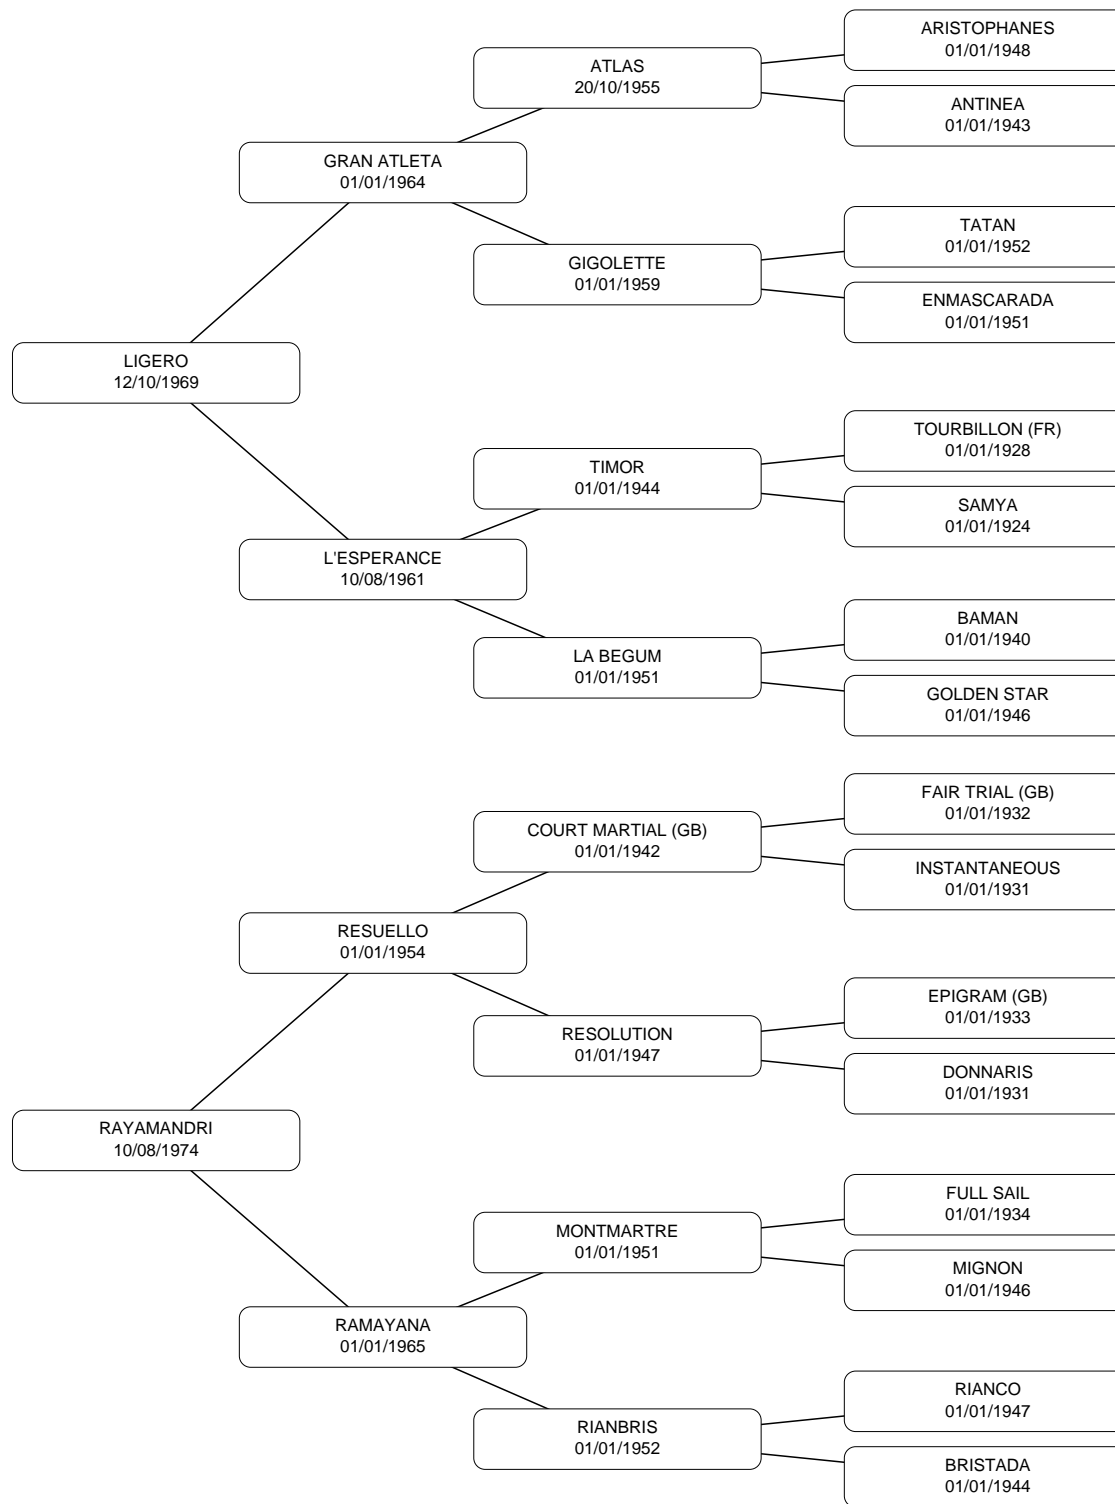 ARISTOPHANES
01/01/1948
ATLAS
20/10/1955
ANTINEA
01/01/1943
GRAN ATLETA
01/01/1964
TATAN
01/01/1952
GIGOLETTE
01/01/1959
ENMASCARADA
01/01/1951
LIGERO
12/10/1969
TOURBILLON (FR)
01/01/1928
TIMOR
01/01/1944
SAMYA
01/01/1924
L'ESPERANCE
10/08/1961
BAMAN
01/01/1940
LA BEGUM
01/01/1951
GOLDEN STAR
01/01/1946
FAIR TRIAL (GB)
01/01/1932
COURT MARTIAL (GB)
01/01/1942
INSTANTANEOUS
01/01/1931
RESUELLO
01/01/1954
EPIGRAM (GB)
01/01/1933
RESOLUTION
01/01/1947
DONNARIS
01/01/1931
RAYAMANDRI
10/08/1974
FULL SAIL
01/01/1934
MONTMARTRE
01/01/1951
MIGNON
01/01/1946
RAMAYANA
01/01/1965
RIANCO
01/01/1947
RIANBRIS
01/01/1952
BRISTADA
01/01/1944